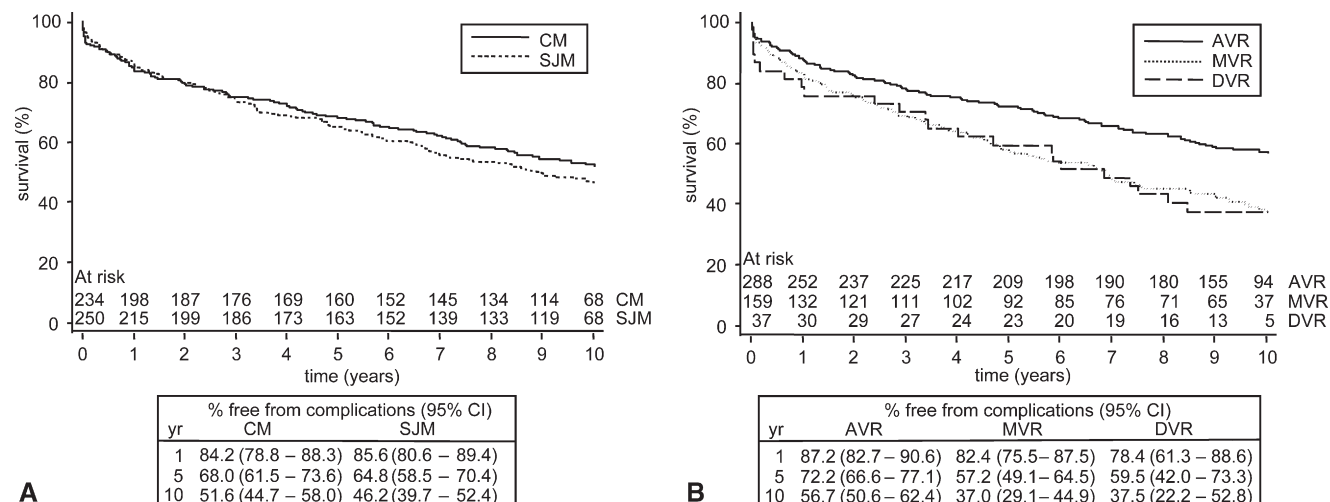 100
80
60
40
20
0
survival (%)
CM
SJM
At risk
234 198 187 176 169 160 152 145 134 114 68 CM
250 215 199 186 173 163 152 139 133 119 68 SJM
0 1 2 3 4 5 6 7 8 9 10
time (years)
% free from complications (95% CI)
yr CM SJM
1 84.2 (78.8 – 88.3) 85.6 (80.6 – 89.4)
5 68.0 (61.5 – 73.6) 64.8 (58.5 – 70.4)
10 51.6 (44.7 – 58.0) 46.2 (39.7 – 52.4)
A
100
80
60
40
20
0
survival (%)
AVR
MVR
DVR
At risk
288 252 237 225 217 209 198 190 180 155 94 AVR
159 132 121 111 102 92 85 76 71 65 37 MVR
37 30 29 27 24 23 20 19 16 13 5 DVR
0 1 2 3 4 5 6 7 8 9 10
time (years)
% free from complications (95% CI)
yr AVR MVR DVR
1 87.2 (82.7 – 90.6) 82.4 (75.5 – 87.5) 78.4 (61.3 – 88.6)
5 72.2 (66.6 – 77.1) 57.2 (49.1 – 64.5) 59.5 (42.0 – 73.3)
10 56.7 (50.6 – 62.4) 37.0 (29.1 – 44.9) 37.5 (22.2 – 52.8)
B